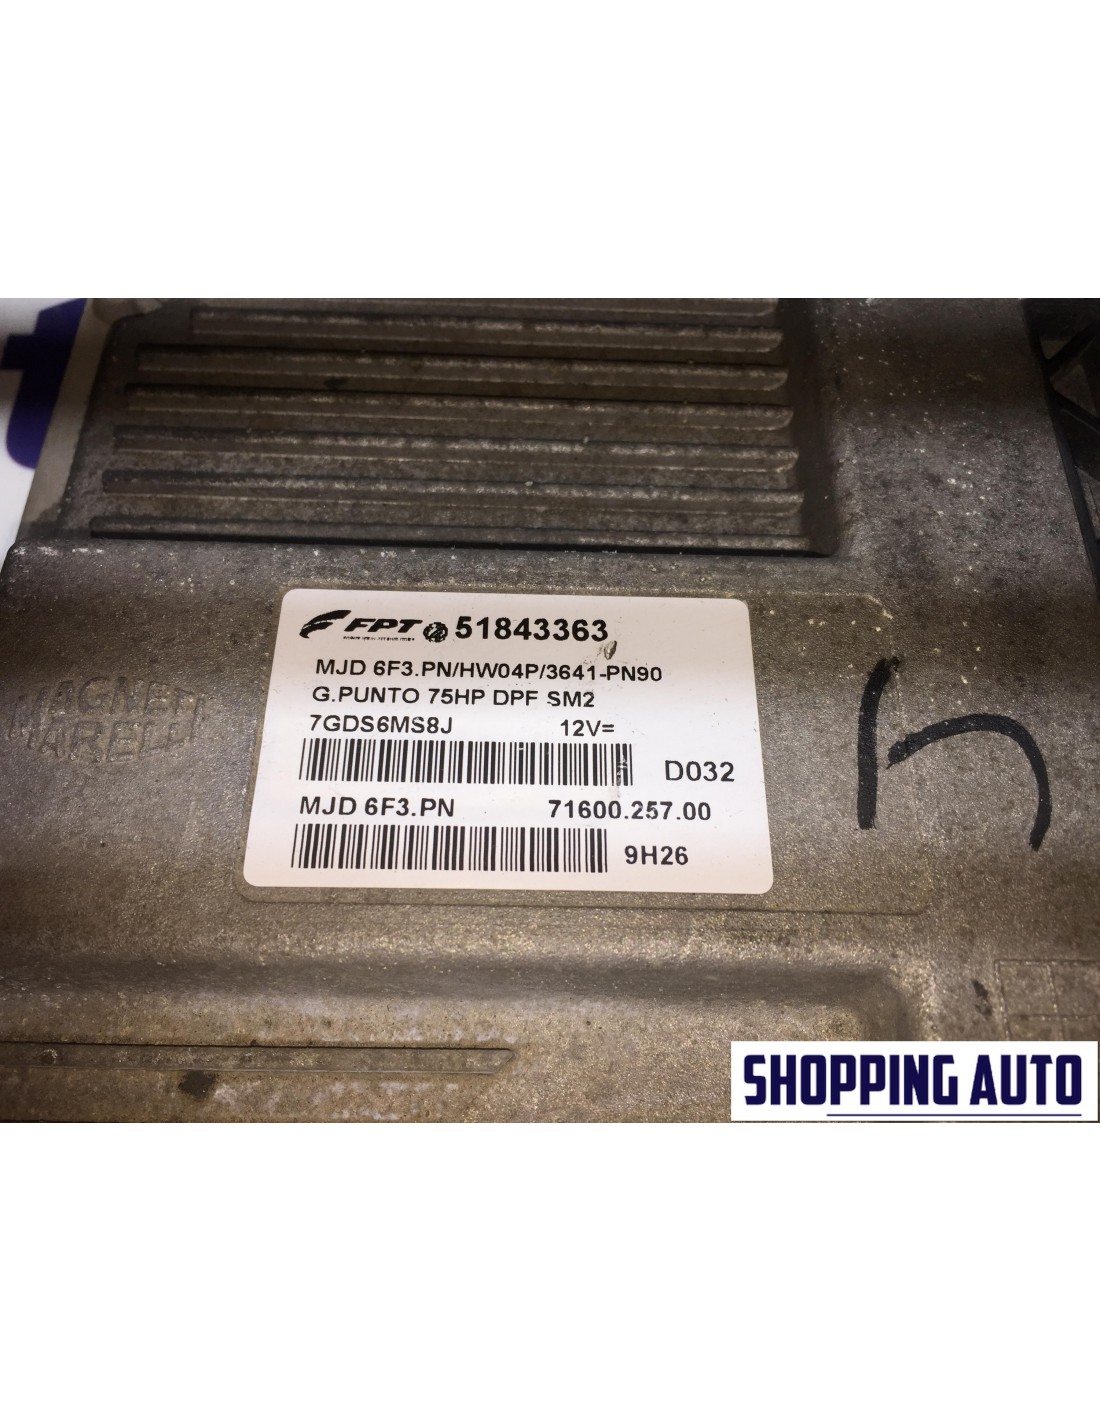 FPT 51843363
MJD 6F3.PN/HW04P/3641-PN90
G.PUNTO 75HP DPF SM2
7GDS6MS8J 12V=
D032
MJD 6F3.PN 71600.257.00
9H26
MAGNETI
MARELLI
SHOPPING AUTO